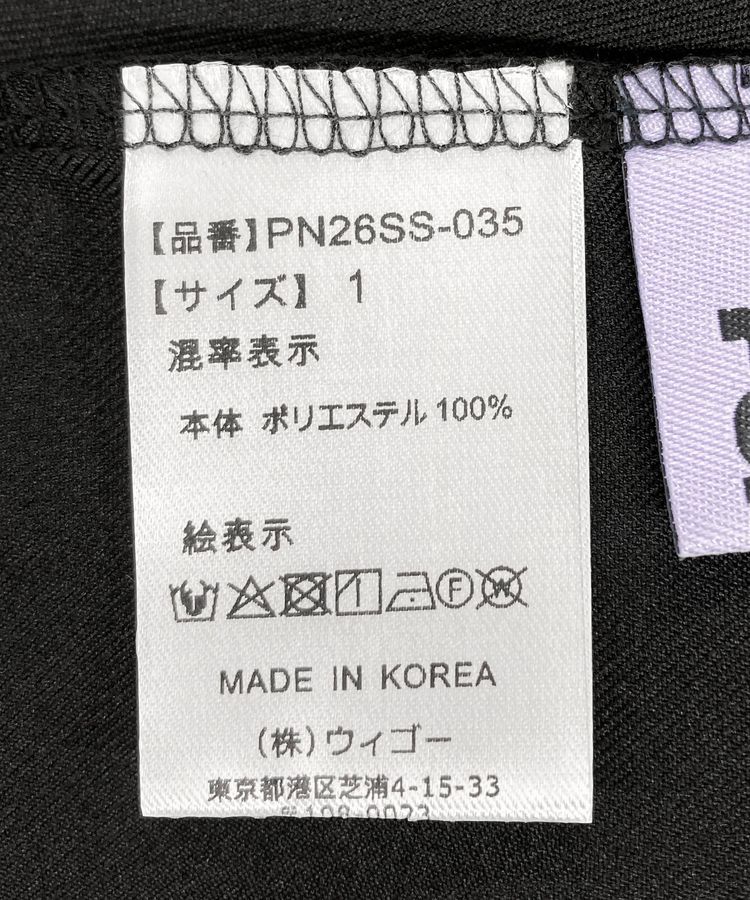 【品番】PN26SS-035
【サイズ】 1
混率表示
本体 ポリエステル 100%
絵表示
MADE IN KOREA
(株)ウィゴー
東京都港区芝浦4-15-33